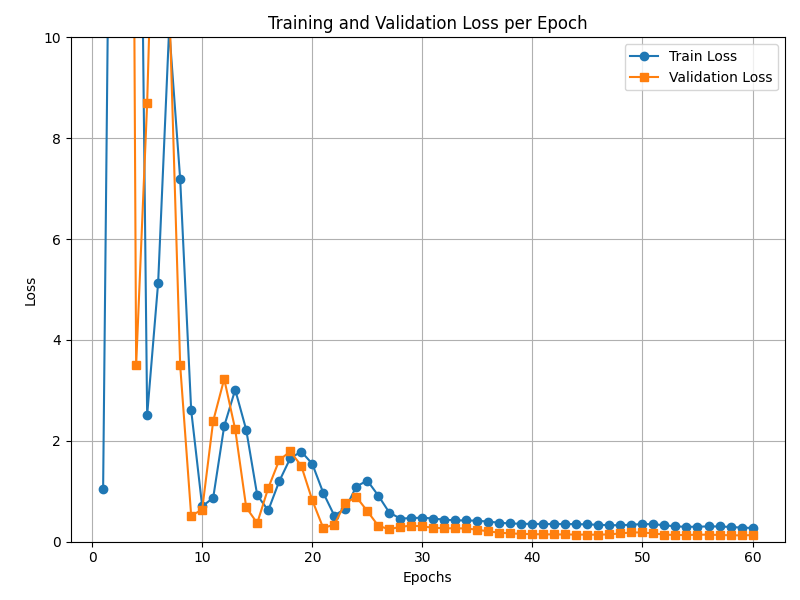 Training and Validation Loss per Epoch
Train Loss
Validation Loss
Loss
10
8
6
4
2
0
0 10 20 30 40 50 60
Epochs